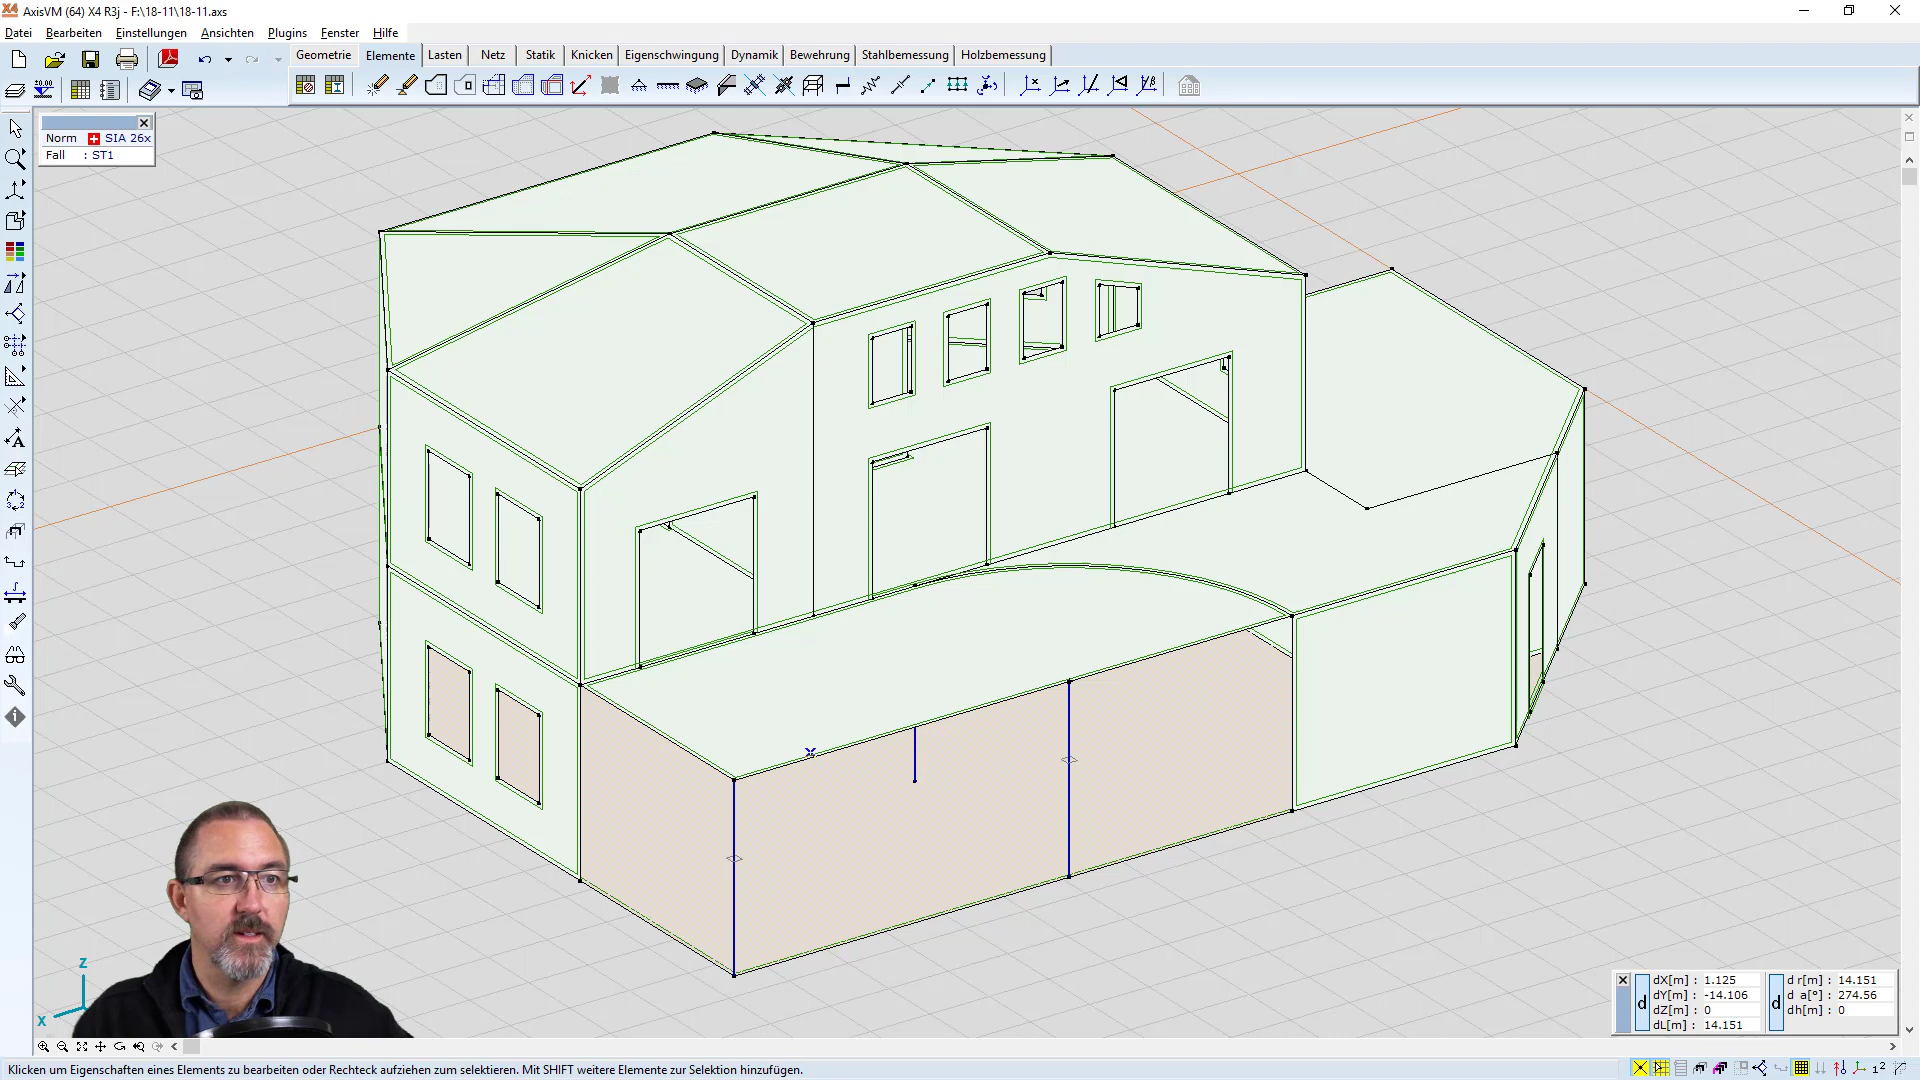 AxisVM (64) X4 R3j - F:\18-11\18-11.axs
Datei Bearbeiten Einstellungen Ansichten Plugins Fenster Hilfe
Geometrie Elemente Lasten Netz Statik Knicken Eigenschwingung Dynamik Bewehrung Stahlbemessung Holzbemessung
Norm SIA 26x
Fall : ST1
Z
X
dX[m] : 1.125
dY[m] : -14.106
dZ[m] : 0
dL[m] : 14.151
d
d r[m] : 14.151
d a[°] : 274.56
dh[m] : 0
d
Klicken um Eigenschaften eines Elements zu bearbeiten oder Rechteck aufziehen zum selektieren. Mit SHIFT weitere Elemente zur Selektion hinzufügen.